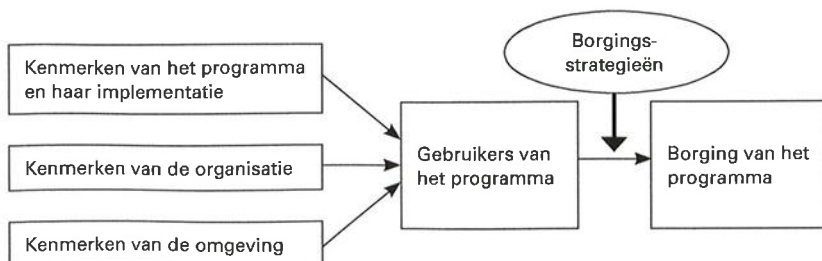 Kenmerken van het programma
en haar implementatie
Kenmerken van de organisatie
Kenmerken van de omgeving
Gebruikers van
het programma
Borgings-
strategieën
Borging van het
programma